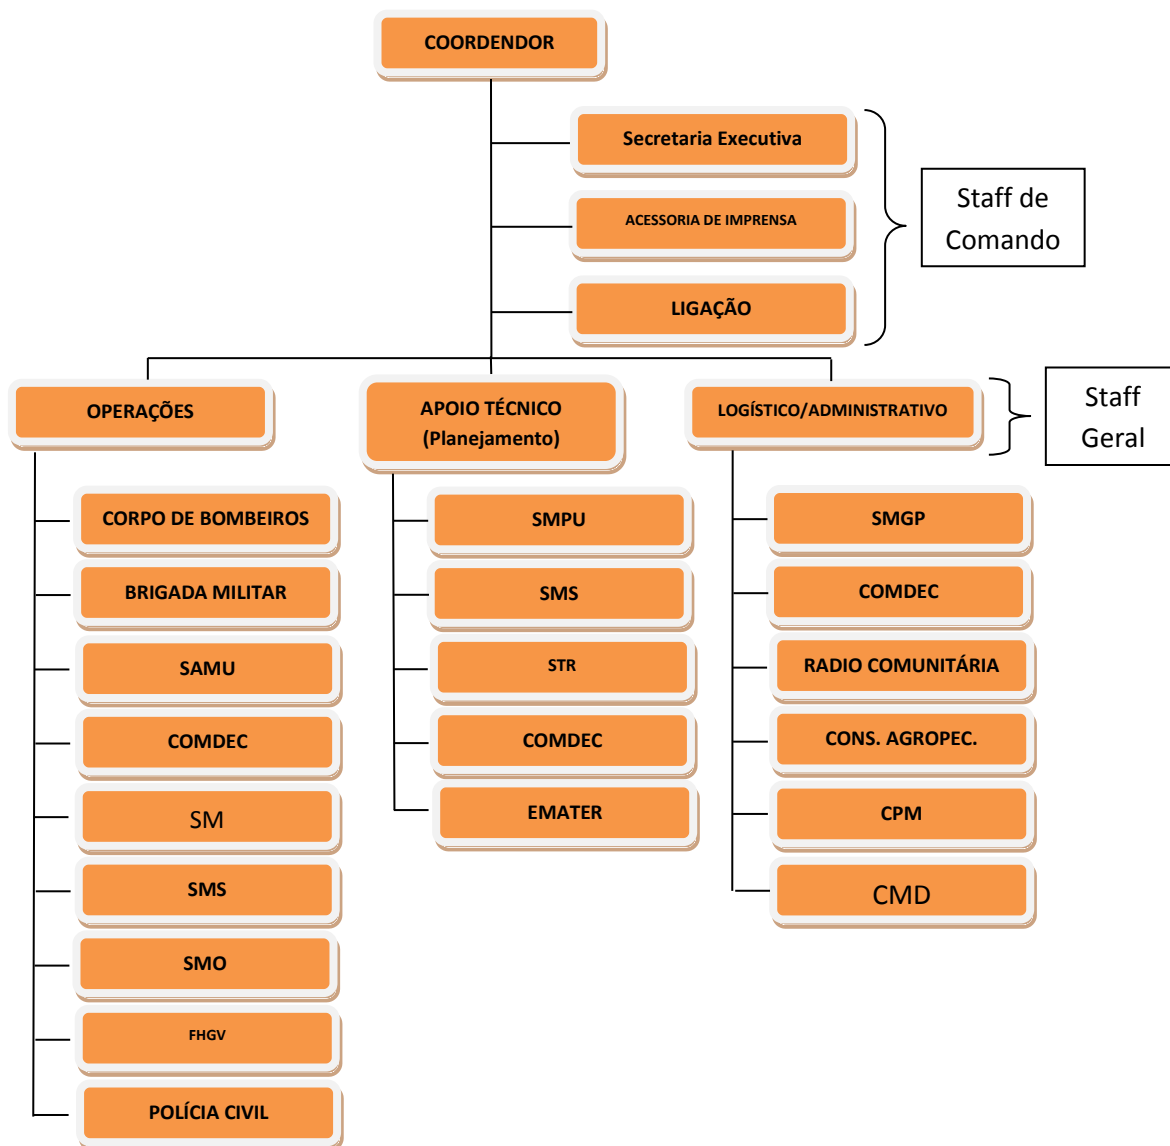 COORDENDOR
Secretaria Executiva
ACESSORIA DE IMPRENSA
LIGAÇÃO
Staff de
Comando
OPERAÇÕES
APOIO TÉCNICO
(Planejamento)
LOGÍSTICO/ADMINISTRATIVO
Staff
Geral
CORPO DE BOMBEIROS
BRIGADA MILITAR
SAMU
COMDEC
SM
SMS
SMO
FHGV
POLÍCIA CIVIL
SMPU
SMS
STR
COMDEC
EMATER
SMGP
COMDEC
RADIO COMUNITÁRIA
CONS. AGROPEC.
CPM
CMD